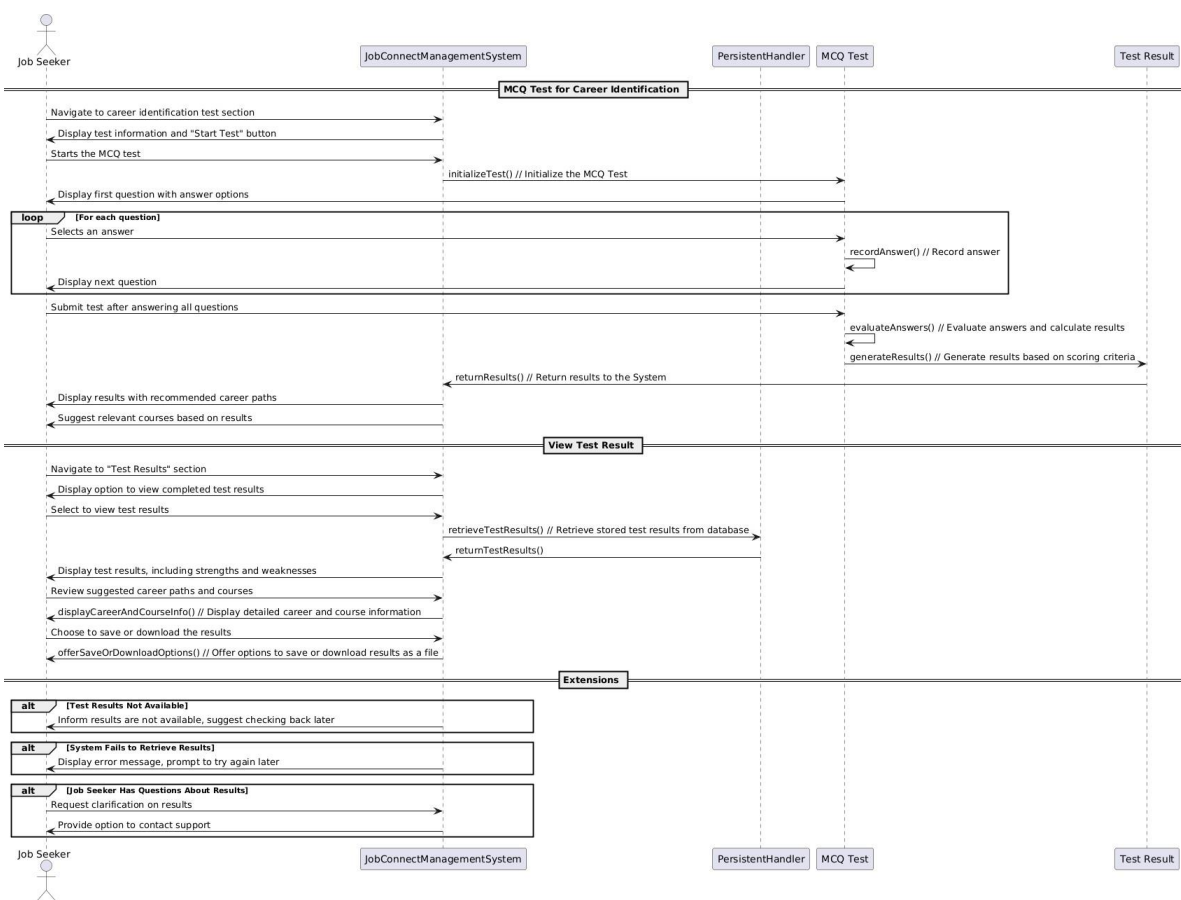 Job Seeker
JobConnectManagementSystem
PersistentHandler
MCQ Test
Test Result
MCQ Test for Career Identification
Navigate to career identification test section
Display test information and "Start Test" button
Starts the MCQ test
initializeTest() // Initialize the MCQ Test
Display first question with answer options
loop [For each question]
Selects an answer
recordAnswer() // Record answer
Display next question
Submit test after answering all questions
evaluateAnswers() // Evaluate answers and calculate results
generateResults() // Generate results based on scoring criteria
returnResults() // Return results to the System
Display results with recommended career paths
Suggest relevant courses based on results
View Test Result
Navigate to "Test Results" section
Display option to view completed test results
Select to view test results
retrieveTestResults() // Retrieve stored test results from database
returnTestResults()
Display test results, including strengths and weaknesses
Review suggested career paths and courses
displayCareerAndCourseInfo() // Display detailed career and course information
Choose to save or download the results
offerSaveOrDownloadOptions() // Offer options to save or download results as a file
Extensions
alt [Test Results Not Available]
Inform results are not available, suggest checking back later
alt [System Fails to Retrieve Results]
Display error message, prompt to try again later
alt [Job Seeker Has Questions About Results]
Request clarification on results
Provide option to contact support
Job Seeker
JobConnectManagementSystem
PersistentHandler
MCQ Test
Test Result